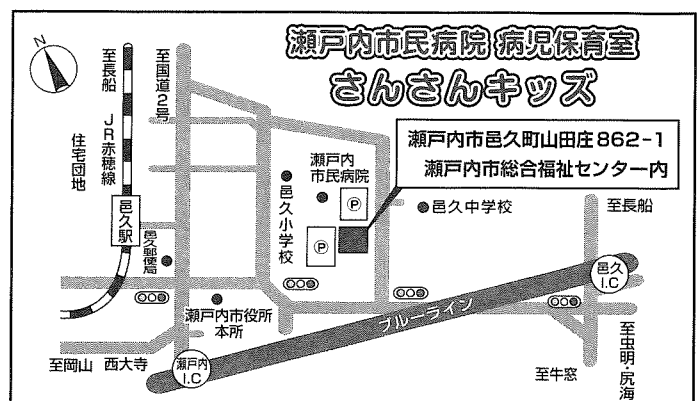 瀬戸内市民病院 病児保育室
さんさんキッズ
瀬戸内市邑久町山田庄862-1
瀬戸内市総合福祉センター内
N
至長船
JR赤穂線
住宅団地
邑久駅
至国道2号
邑久郵便局
瀬戸内市役所
本所
邑久小学校
瀬戸内
市民病院
P
P
邑久中学校
至長船
邑久
I.C
ブルーライン
瀬戸内
I.C
至岡山 西大寺
至牛窓
至虫明・尻海